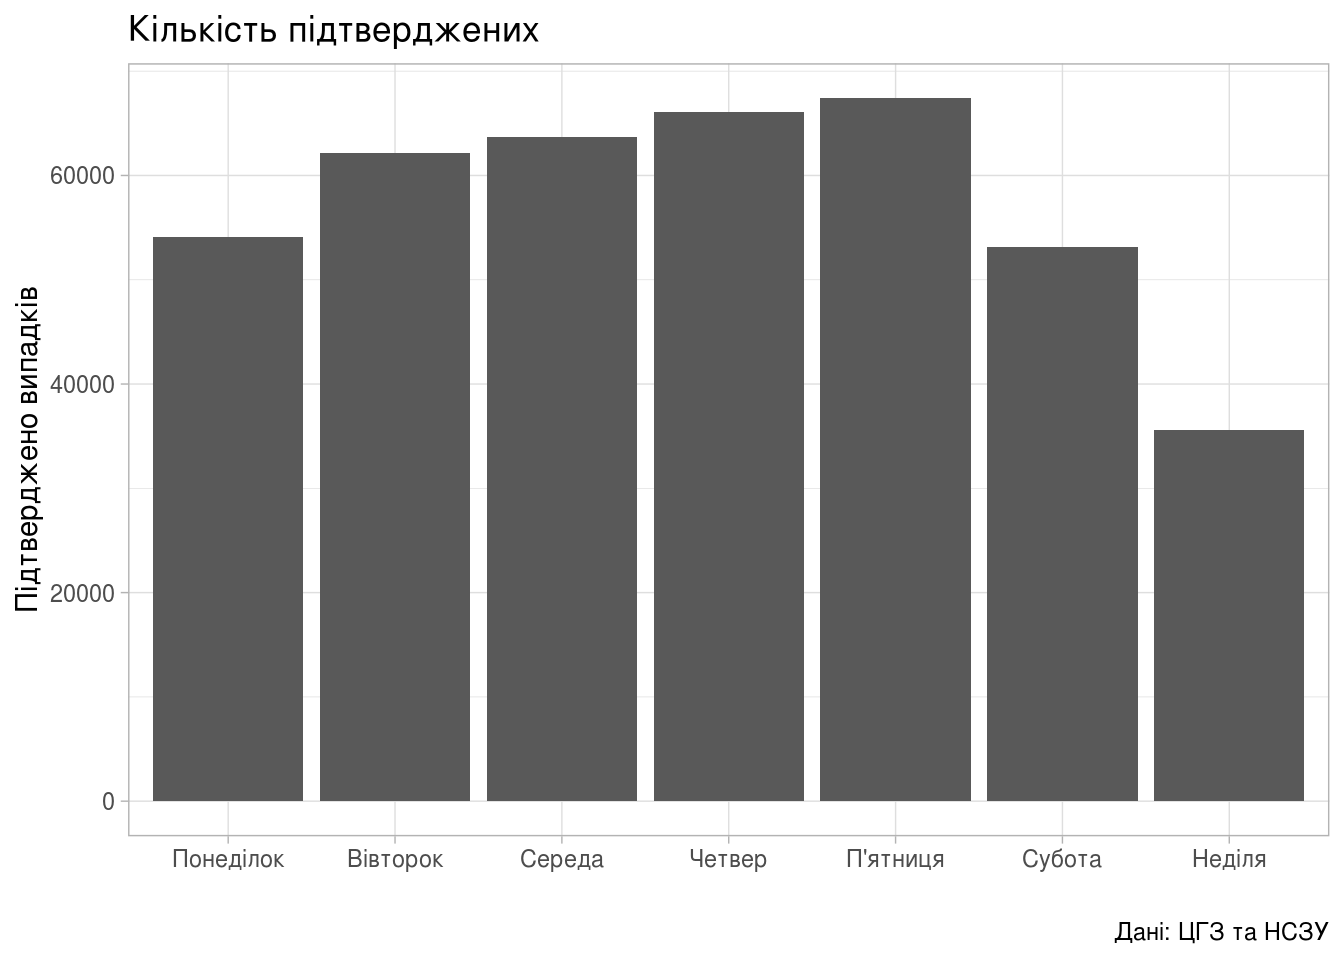 Кількість підтверджених
Підтверджено випадків
60000
40000
20000
0
Понеділок Вівторок Середа Четвер П'ятниця Субота Неділя
Дані: ЦГЗ та НСЗУ